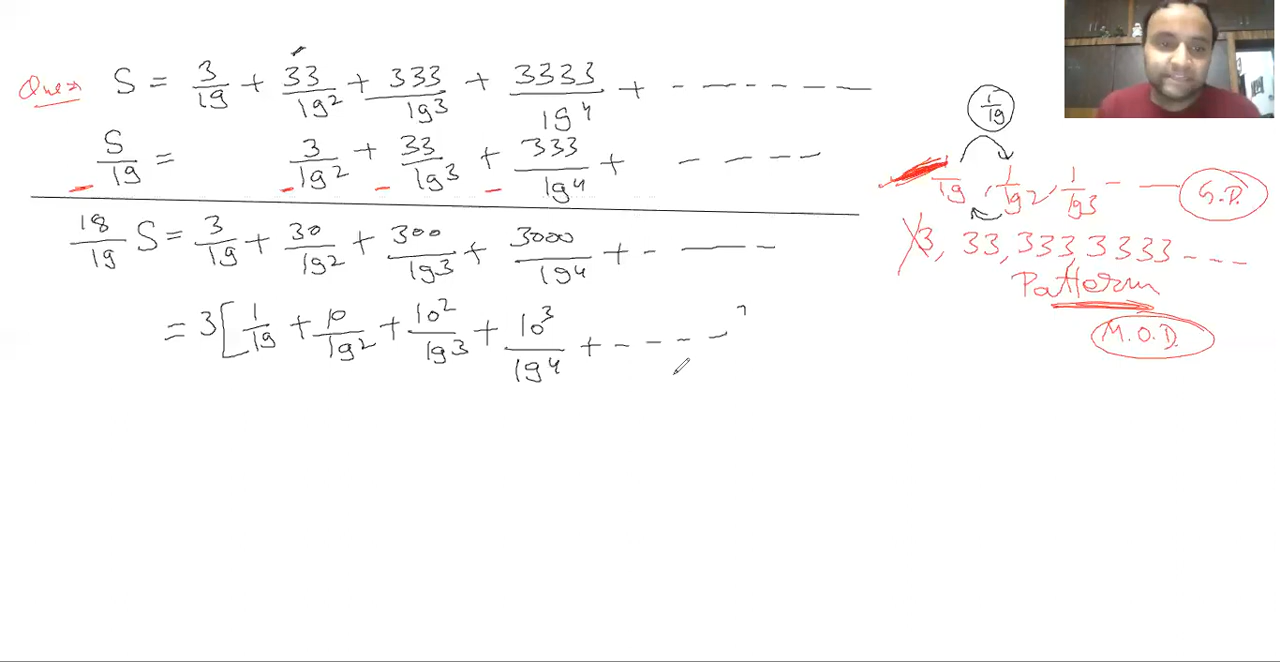 Ques S = 3/19 + 33/19² + 333/19³ + 3333/19⁴ + - - - - - - -
S/19 = 3/19² + 33/19³ + 333/19⁴ + - - - - -
18/19 S = 3/19 + 30/19² + 300/19³ + 3000/19⁴ + - — - -
= 3[1/19 + 10/19² + 10²/19³ + 10³/19⁴ + - - - -
1/19
1/19, 1/19², 1/19³ - — G.P.
3, 33, 333, 3333 - - -
Pattern
M.O.D.